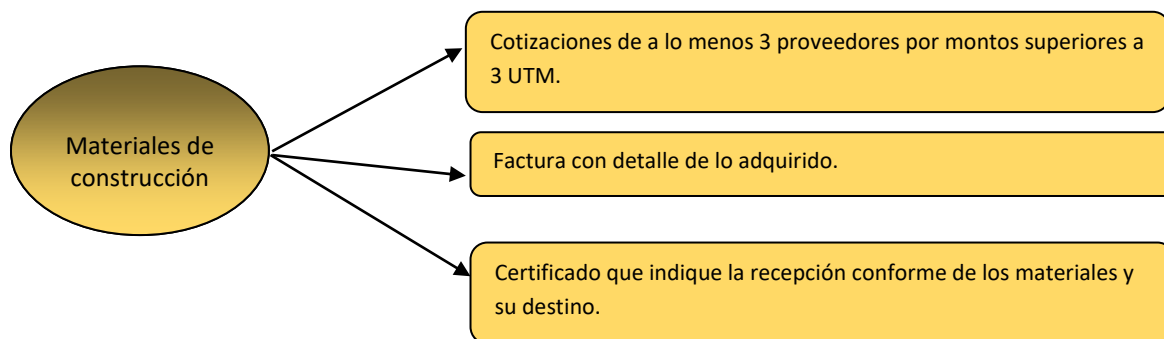 Materiales de
construcción
Cotizaciones de a lo menos 3 proveedores por montos superiores a
3 UTM.
Factura con detalle de lo adquirido.
Certificado que indique la recepción conforme de los materiales y
su destino.